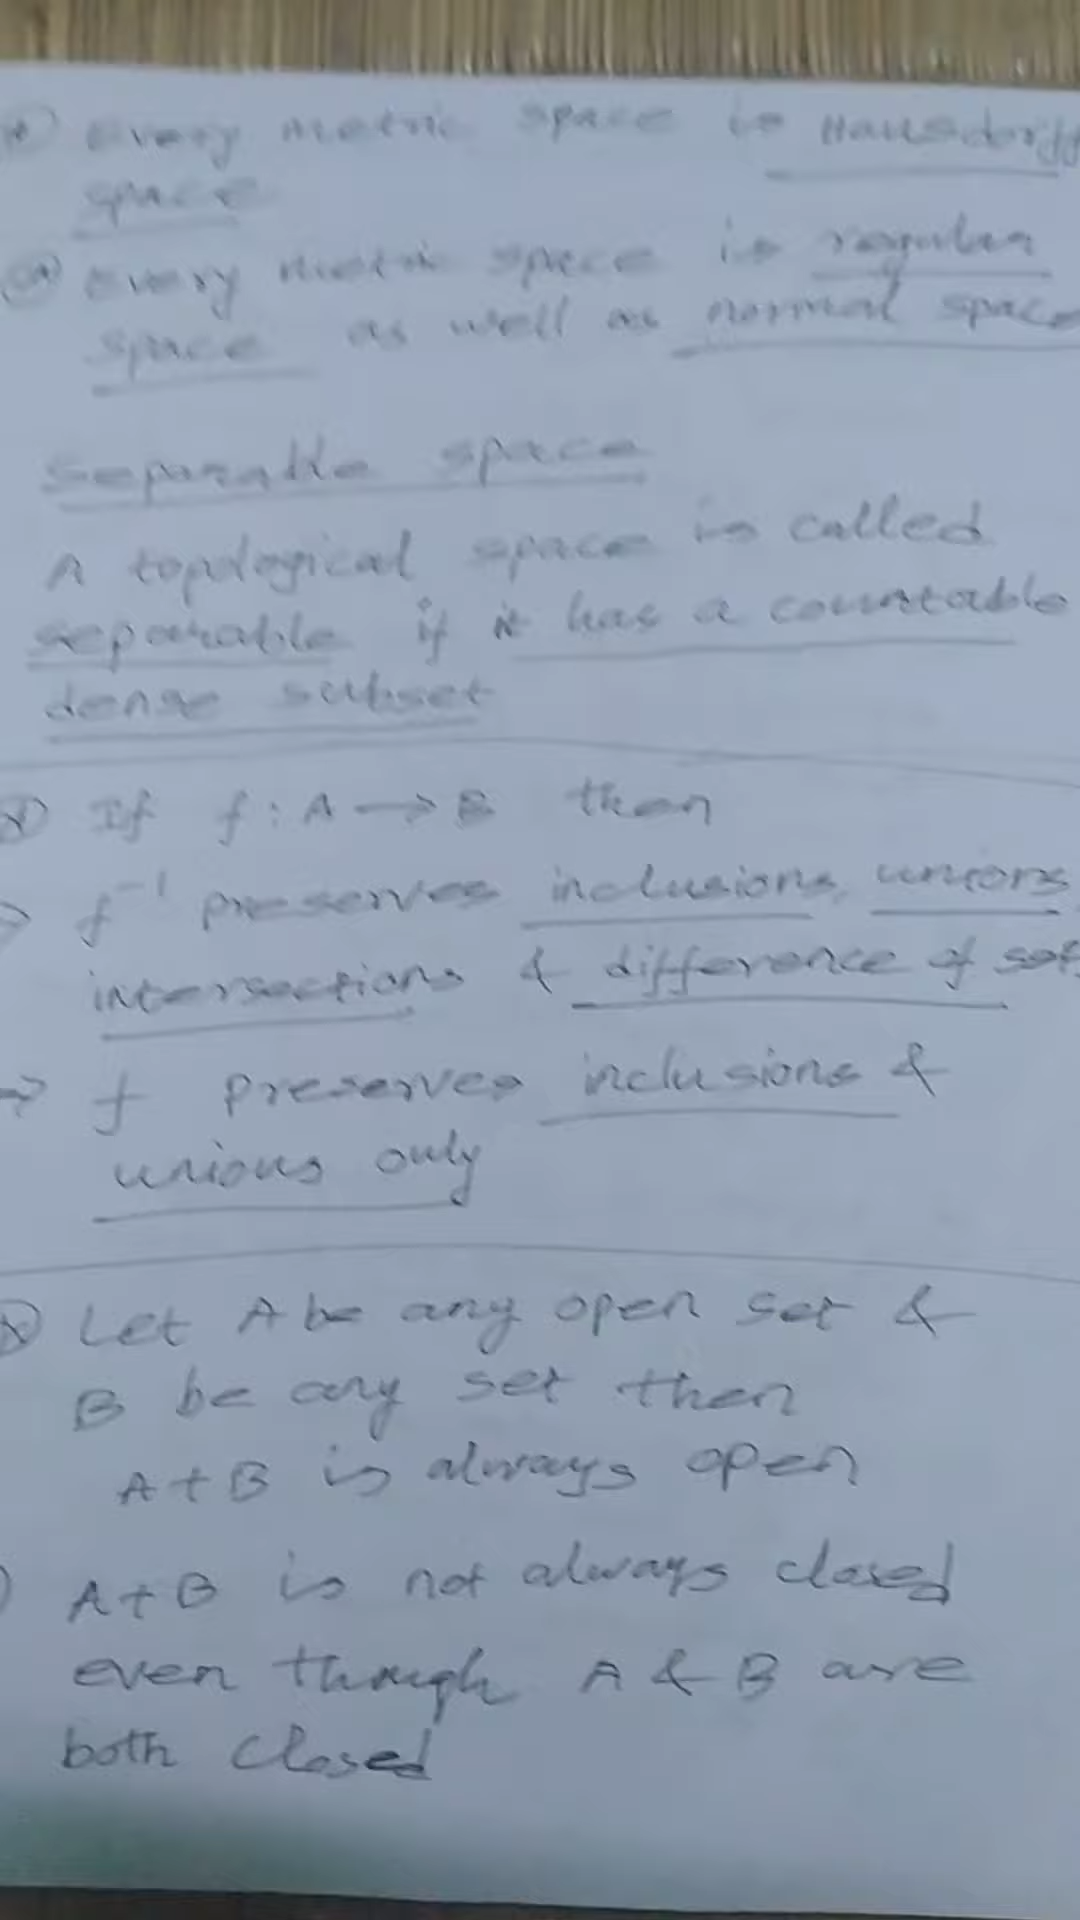 Every metric space is Hausdorff
space
Every metric space is regular
space as well as normal space
Separable space
A topological space is called
separable if it has a countable
dense subset
If f : A → B then
→ f⁻¹ preserves inclusions, unions,
intersections & difference of sets
→ f preserves inclusions &
unions only
Let A be any open set &
B be any set then
A + B is always open
A + B is not always closed
even though A & B are
both closed